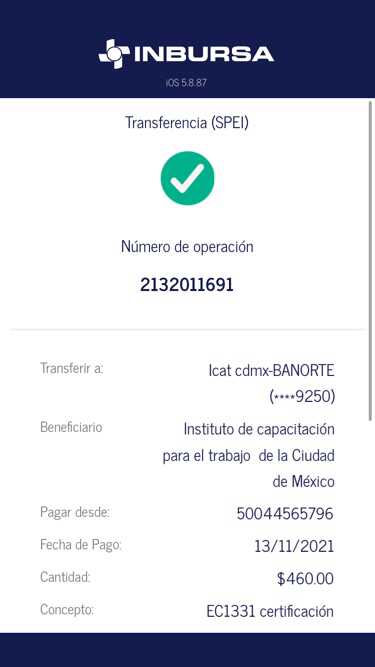 INBURSA
iOS 5.8.87
Transferencia (SPEI)
Número de operación
2132011691
Transferir a: Icat cdmx-BANORTE
(****9250)
Beneficiario Instituto de capacitación
para el trabajo de la Ciudad
de México
Pagar desde: 50044565796
Fecha de Pago: 13/11/2021
Cantidad: $460.00
Concepto: EC1331 certificación